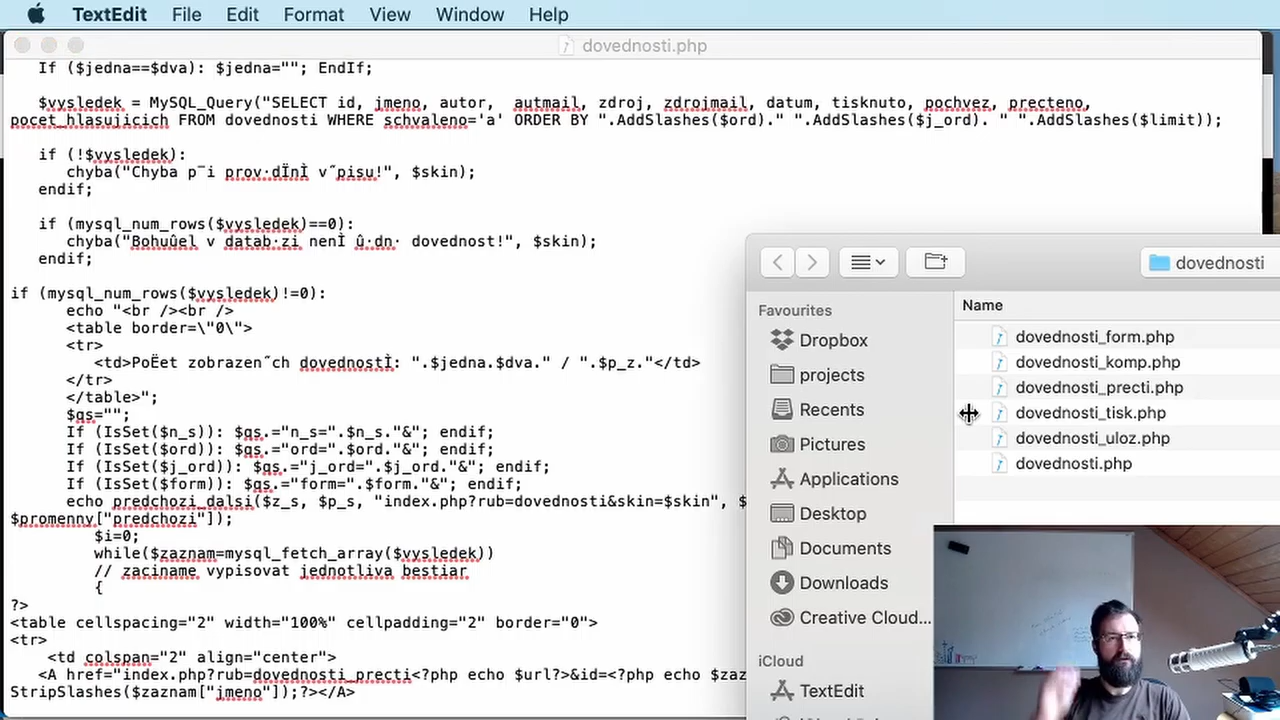 TextEdit File Edit Format View Window Help
dovednosti.php
If ($jedna==$dva): $jedna=""; EndIf;
$vysledek = MySQL_Query("SELECT id, jmeno, autor,  autmail, zdroj, zdrojmail, datum, tisknuto, pochvez, precteno,
pocet_hlasujicich FROM dovednosti WHERE schvaleno='a' ORDER BY ".AddSlashes($ord)." ".AddSlashes($j_ord). " ".AddSlashes($limit));
if (!$vysledek):
chyba("Chyba p¯i prov·dÏnÌ v˝pisu!", $skin);
endif;
if (mysql_num_rows($vysledek)==0):
chyba("Bohuûel v datab·zi nenÌ û·dn· dovednost!", $skin);
endif;
if (mysql_num_rows($vysledek)!=0):
echo "<br /><br />
<table border=\"0\">
<tr>
<td>PoËet zobrazen˝ch dovednostÌ: ".$jedna.$dva." / ".$p_z."</td>
</tr>
</table>";
$qs="";
If (IsSet($n_s)): $qs.="n_s=".$n_s."&"; endif;
If (IsSet($ord)): $qs.="ord=".$ord."&"; endif;
If (IsSet($j_ord)): $qs.="j_ord=".$j_ord."&"; endif;
If (IsSet($form)): $qs.="form=".$form."&"; endif;
echo predchozi_dalsi($z_s, $p_s, "index.php?rub=dovednosti&skin=$skin", $
$promenny["predchozi"]);
$i=0;
while($zaznam=mysql_fetch_array($vysledek))
// zaciname vypisovat jednotliva bestiar
{
?>
<table cellspacing="2" width="100%" cellpadding="2" border="0">
<tr>
<td colspan="2" align="center">
<A href="index.php?rub=dovednosti_precti<?php echo $url?>&id=<?php echo $zaz
StripSlashes($zaznam["jmeno"]);?></A>
dovednosti
Favourites
Dropbox
projects
Recents
Pictures
Applications
Desktop
Documents
Downloads
Creative Cloud...
iCloud
TextEdit
Name
dovednosti_form.php
dovednosti_komp.php
dovednosti_precti.php
dovednosti_tisk.php
dovednosti_uloz.php
dovednosti.php